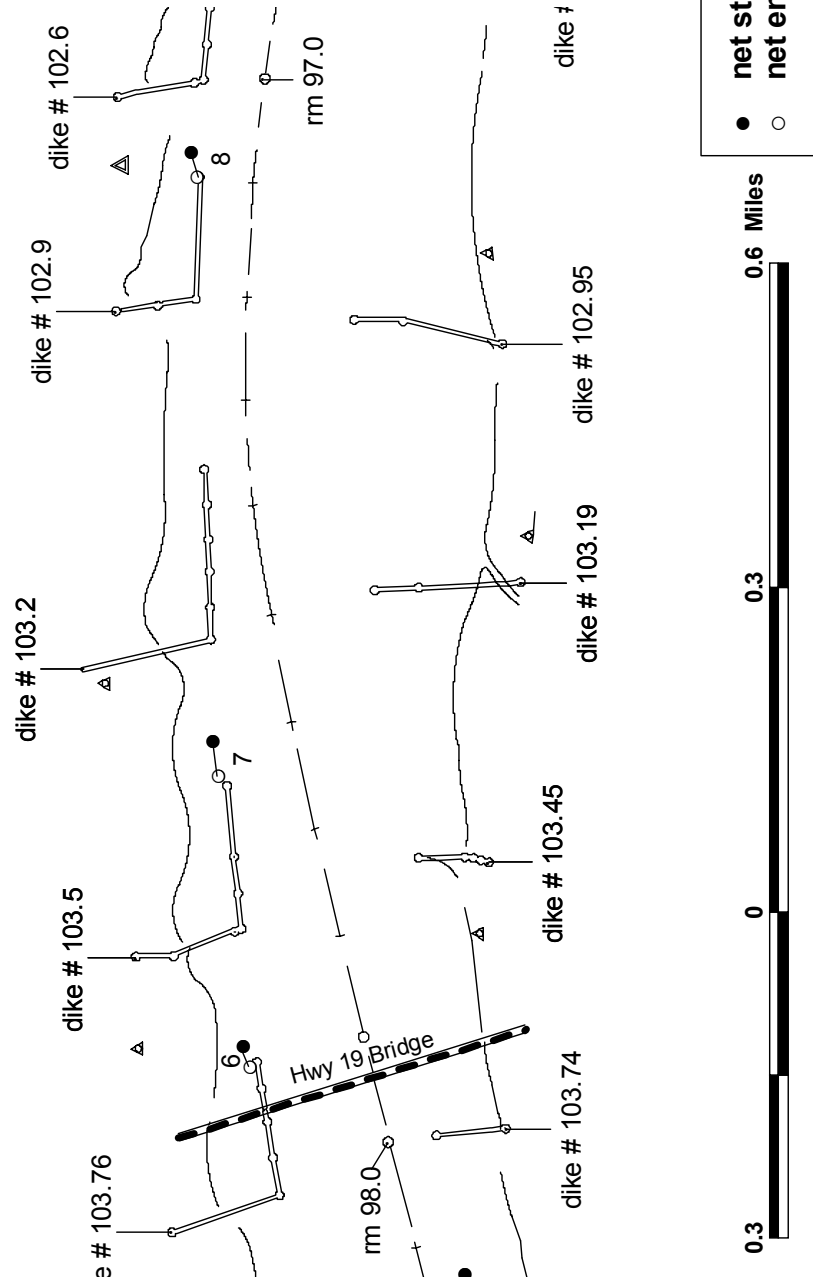 dike # 102.6
dike # 102.9
dike # 103.2
dike # 103.5
e # 103.76
8
7
6
rm 97.0
rm 98.0
Hwy 19 Bridge
dike #
dike # 102.95
dike # 103.19
dike # 103.45
dike # 103.74
0.3
0
0.3
0.6 Miles
net st
net er